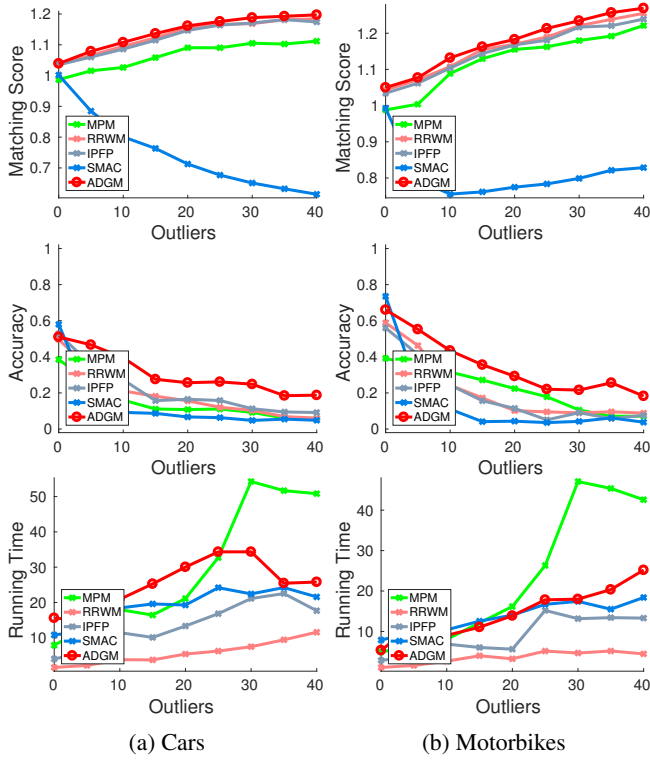 1.2
1.1
1
0.9
0.8
0.7
Matching Score
MPM
RRWM
IPFP
SMAC
ADGM
0 10 20 30 40
Outliers
1.2
1
0.8
Matching Score
MPM
RRWM
IPFP
SMAC
ADGM
0 10 20 30 40
Outliers
1
0.8
0.6
0.4
0.2
0
Accuracy
MPM
RRWM
IPFP
SMAC
ADGM
0 10 20 30 40
Outliers
1
0.8
0.6
0.4
0.2
0
Accuracy
MPM
RRWM
IPFP
SMAC
ADGM
0 10 20 30 40
Outliers
50
40
30
20
10
Running Time
MPM
RRWM
IPFP
SMAC
ADGM
0 10 20 30 40
Outliers
40
30
20
10
Running Time
MPM
RRWM
IPFP
SMAC
ADGM
0 10 20 30 40
Outliers
(a) Cars
(b) Motorbikes